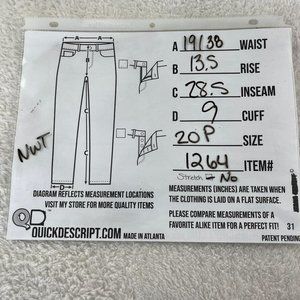 A 19/38 WAIST
B 13.5 RISE
C 28.5 INSEAM
D 9 CUFF
20P SIZE
1264 ITEM#
Stretch → No
NWT
A A
B
C
D
DIAGRAM REFLECTS MEASUREMENT LOCATIONS
VISIT MY STORE FOR MORE QUALITY ITEMS
QD
QUICKDESCRIPT.COM MADE IN ATLANTA
MEASUREMENTS (INCHES) ARE TAKEN WHEN
THE CLOTHING IS LAID ON A FLAT SURFACE.
PLEASE COMPARE MEASUREMENTS OF A
FAVORITE ALIKE ITEM FOR A PERFECT FIT! 31
PATENT PENDING